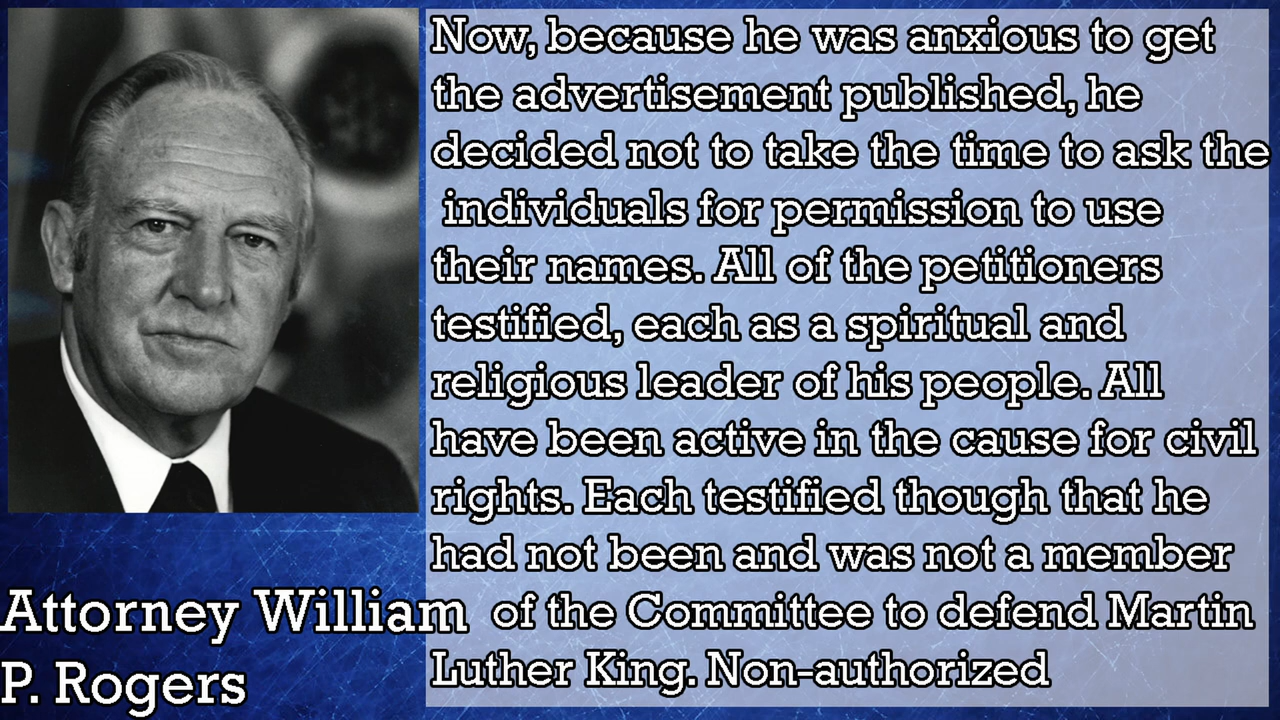 Now, because he was anxious to get
the advertisement published, he
decided not to take the time to ask the
individuals for permission to use
their names. All of the petitioners
testified, each as a spiritual and
religious leader of his people. All
have been active in the cause for civil
rights. Each testified though that he
had not been and was not a member
of the Committee to defend Martin
Luther King. Non-authorized
Attorney William
P. Rogers